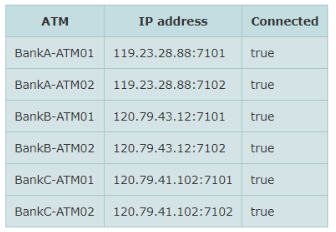 ATM IP address Connected
BankA-ATM01 119.23.28.88:7101 true
BankA-ATM02 119.23.28.88:7102 true
BankB-ATM01 120.79.43.12:7101 true
BankB-ATM02 120.79.43.12:7102 true
BankC-ATM01 120.79.41.102:7101 true
BankC-ATM02 120.79.41.102:7102 true